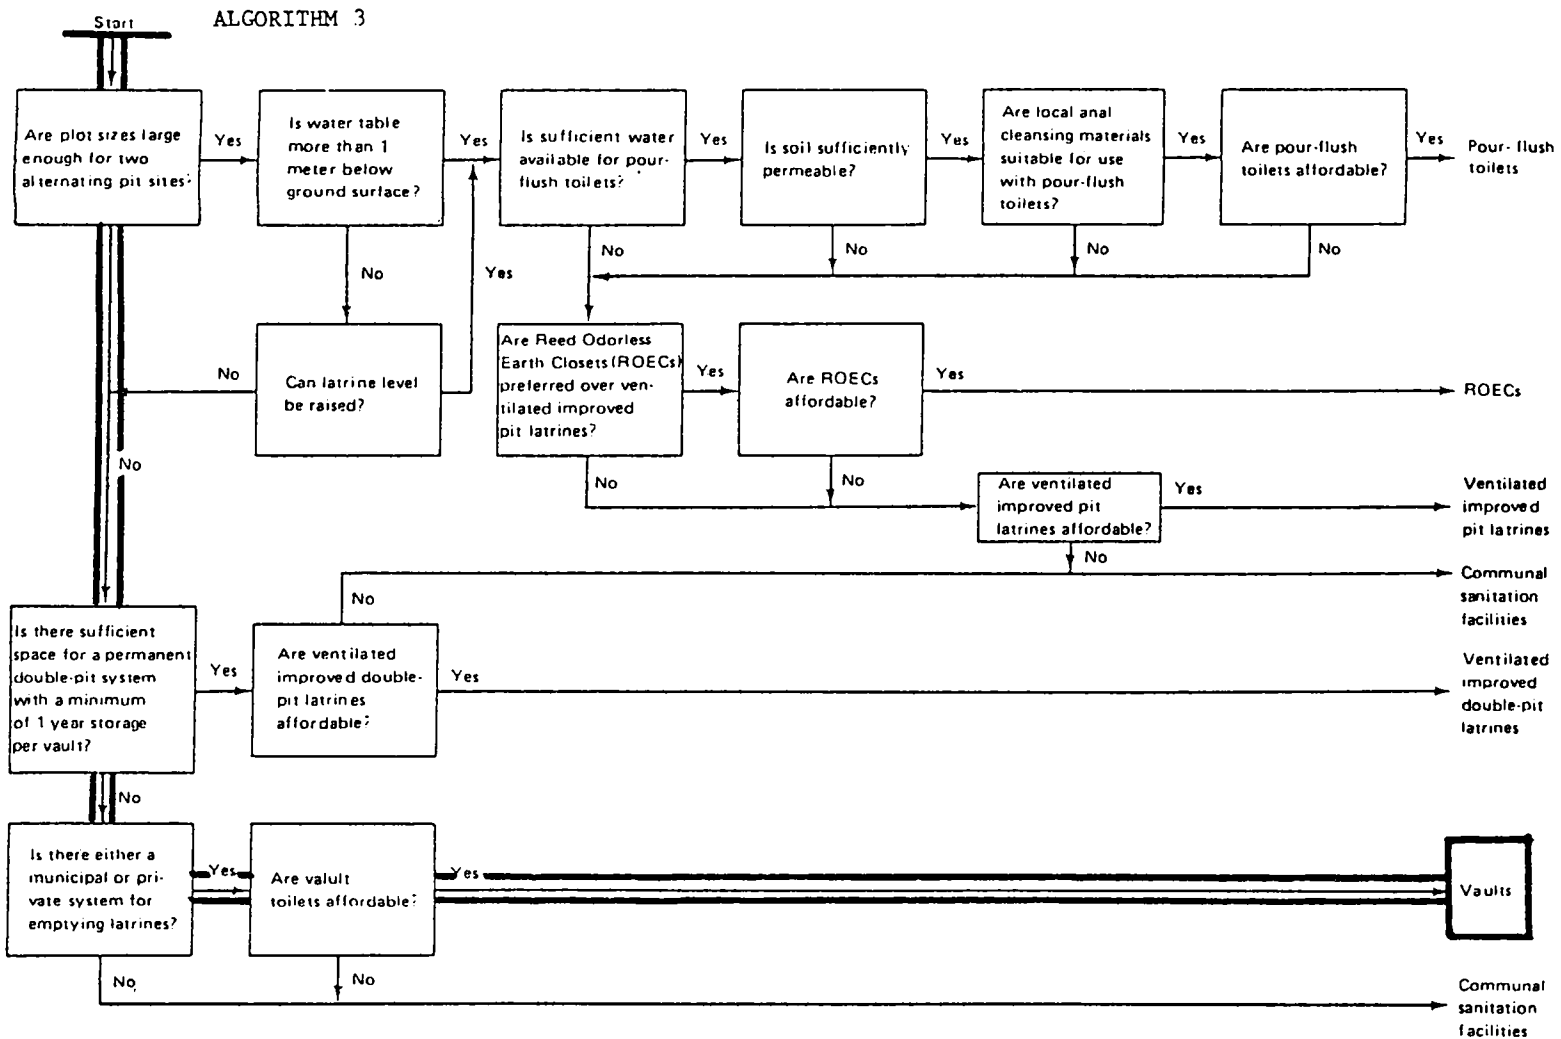 ALGORITHM 3
Start
Are plot sizes large
enough for two
alternating pit sites?
Yes
Is water table
more than 1
meter below
ground surface?
Yes
Is sufficient water
available for pour-
flush toilets?
Yes
Is soil sufficiently
permeable?
Yes
Are local anal
cleansing materials
suitable for use
with pour-flush
toilets?
Yes
Are pour-flush
toilets affordable?
Yes
Pour-flush
toilets
No
Yes
No
No
No
No
No
Can latrine level
be raised?
Are Reed Odorless
Earth Closets (ROECs)
preferred over ven-
tilated improved
pit latrines?
Yes
Are ROECs
affordable?
Yes
ROECs
No
No
No
Are ventilated
improved pit
latrines affordable?
Yes
Ventilated
improved
pit latrines
No
Communal
sanitation
facilities
No
Is there sufficient
space for a permanent
double-pit system
with a minimum
of 1 year storage
per vault?
Yes
Are ventilated
improved double-
pit latrines
affordable?
Yes
Ventilated
improved
double-pit
latrines
No
Is there either a
municipal or pri-
vate system for
emptying latrines?
Yes
Are valult
toilets affordable?
Yes
Vaults
No
No
Communal
sanitation
facilities